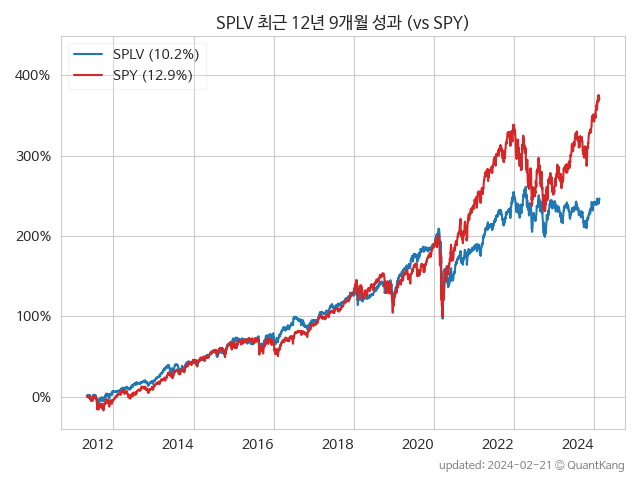 SPLV 최근 12년 9개월 성과 (vs SPY)
SPLV (10.2%)
SPY (12.9%)
400%
300%
200%
100%
0%
2012 2014 2016 2018 2020 2022 2024
updated: 2024-02-21 © QuantKang